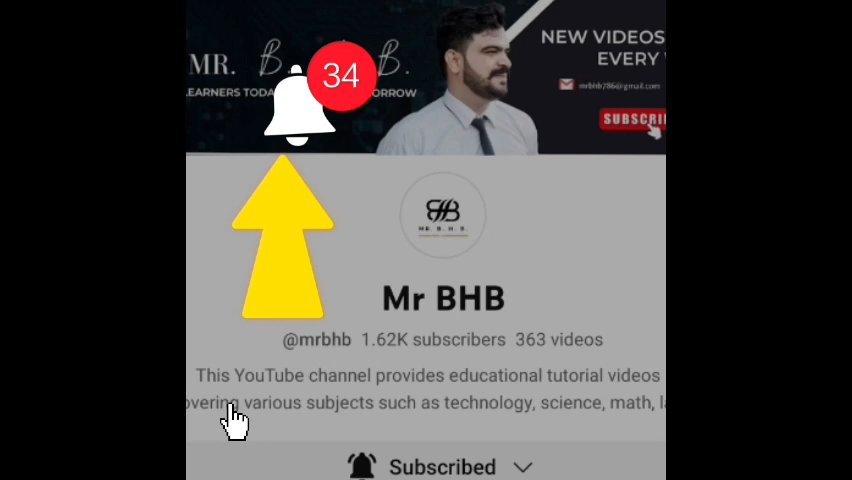 NEW VIDEOS
MR. B. B.
34
EVERY
LEARNERS TODA
ORROW
mrbhb786@gmail.com
SUBSCRI
MR. B. H. B.
Mr BHB
@mrbhb 1.62K subscribers 363 videos
This YouTube channel provides educational tutorial videos
overing various subjects such as technology, science, math, la
Subscribed